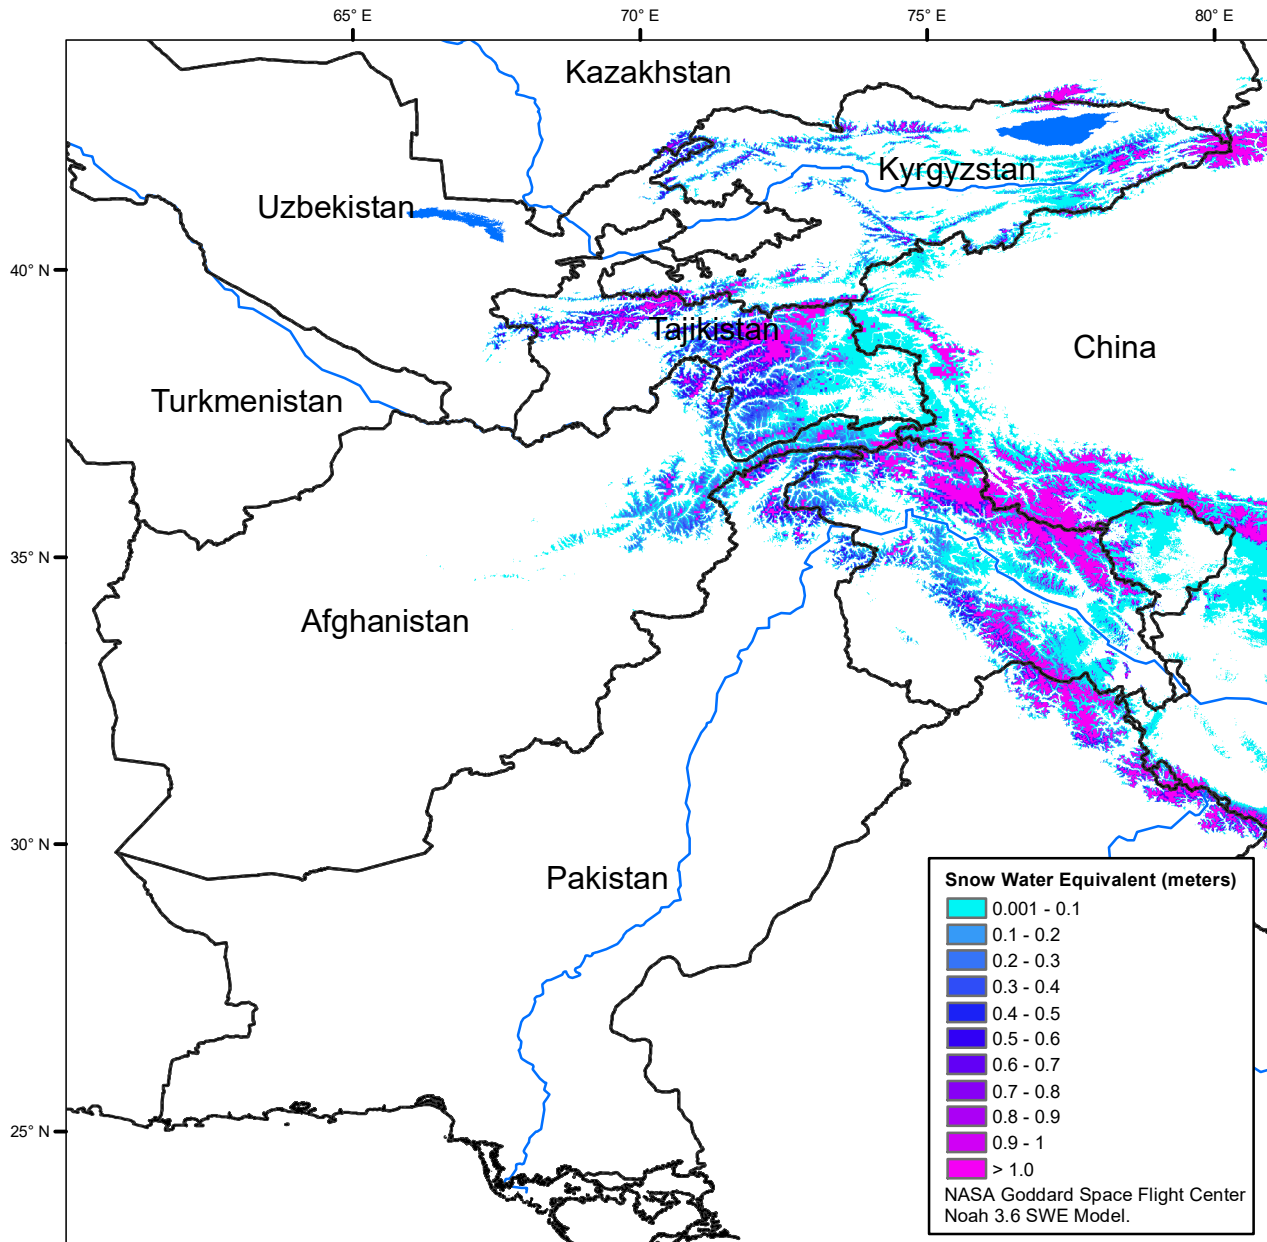 65° E
70° E
75° E
80° E
Kazakhstan
Kyrgyzstan
Uzbekistan
40° N
Tajikistan
China
Turkmenistan
35° N
Afghanistan
30° N
Pakistan
25° N
Snow Water Equivalent (meters)
0.001 - 0.1
0.1 - 0.2
0.2 - 0.3
0.3 - 0.4
0.4 - 0.5
0.5 - 0.6
0.6 - 0.7
0.7 - 0.8
0.8 - 0.9
0.9 - 1
> 1.0
NASA Goddard Space Flight Center
Noah 3.6 SWE Model.